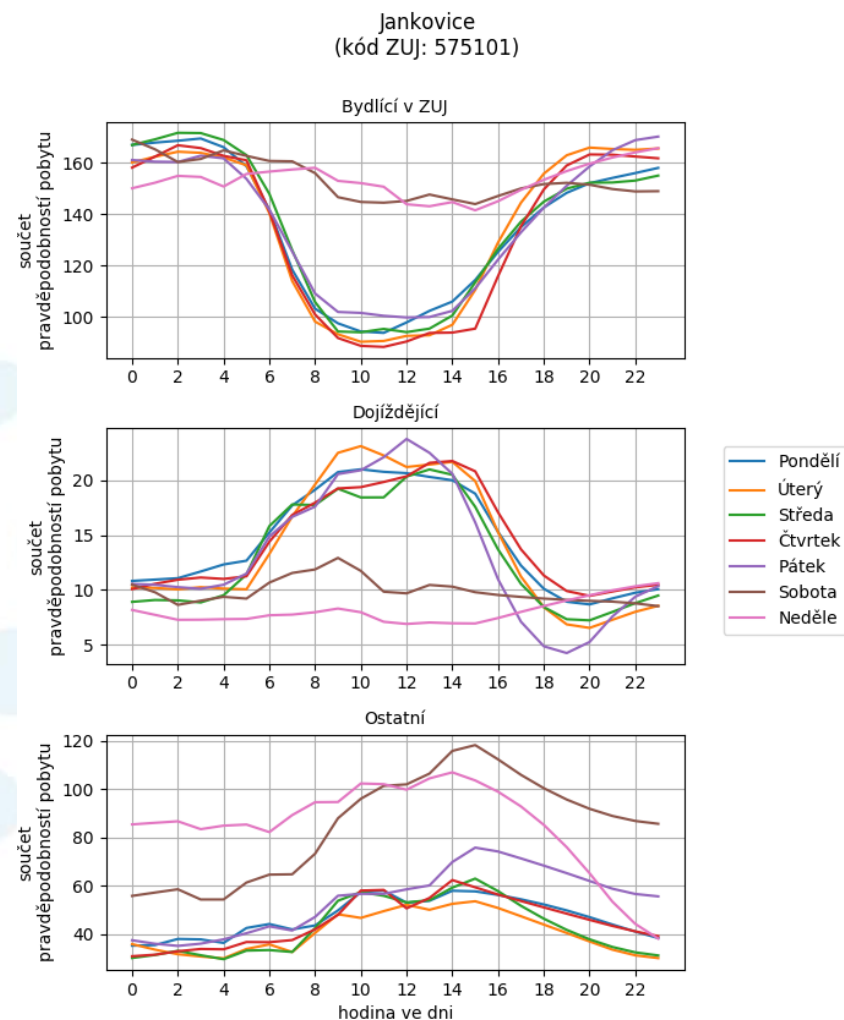 Jankovice
(kód ZUJ: 575101)
Bydlící v ZUJ
součet
pravděpodobností pobytu
160
140
120
100
0 2 4 6 8 10 12 14 16 18 20 22
Dojíždějící
součet
pravděpodobností pobytu
20
15
10
5
0 2 4 6 8 10 12 14 16 18 20 22
Pondělí
Úterý
Středa
Čtvrtek
Pátek
Sobota
Neděle
Ostatní
součet
pravděpodobností pobytu
120
100
80
60
40
0 2 4 6 8 10 12 14 16 18 20 22
hodina ve dni